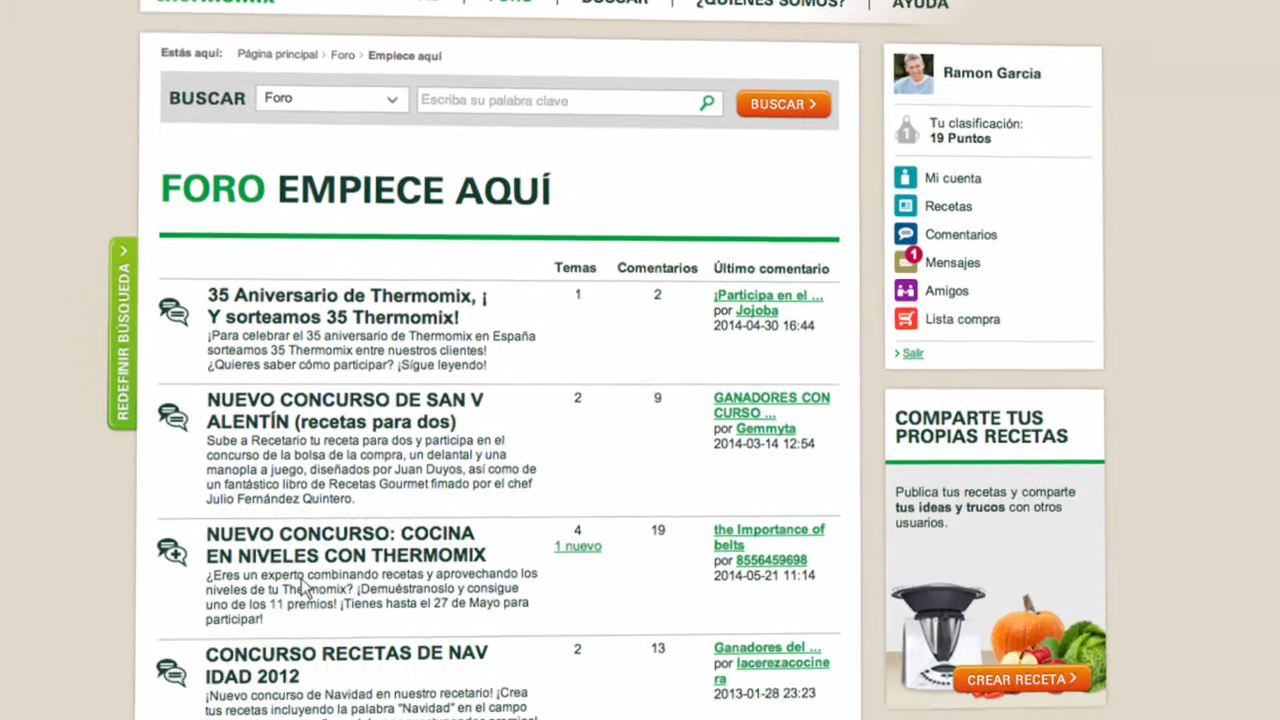 thermomix
FORO
BUSCAR
¿QUIÉNES SOMOS?
AYUDA
Estás aquí: Página principal > Foro > Empiece aquí
BUSCAR Foro Escriba su palabra clave BUSCAR >
FORO EMPIECE AQUÍ
REDEFINIR BÚSQUEDA
Temas Comentarios Último comentario
35 Aniversario de Thermomix, ¡
Y sorteamos 35 Thermomix!
¡Para celebrar el 35 aniversario de Thermomix en España
sorteamos 35 Thermomix entre nuestros clientes!
¿Quieres saber cómo participar? ¡Sígue leyendo!
1
2
¡Participa en el ...
por Jojoba
2014-04-30 16:44
NUEVO CONCURSO DE SAN V
ALENTÍN (recetas para dos)
Sube a Recetario tu receta para dos y participa en el
concurso de la bolsa de la compra, un delantal y una
manopla a juego, diseñados por Juan Duyos, así como de
un fantástico libro de Recetas Gourmet fimado por el chef
Julio Fernández Quintero.
2
9
GANADORES CON
CURSO ...
por Gemmyta
2014-03-14 12:54
NUEVO CONCURSO: COCINA
EN NIVELES CON THERMOMIX
¿Eres un experto combinando recetas y aprovechando los
niveles de tu Thermomix? ¡Demuéstranoslo y consigue
uno de los 11 premios! ¡Tienes hasta el 27 de Mayo para
participar!
4
1 nuevo
19
the Importance of
belts
por 8556459698
2014-05-21 11:14
CONCURSO RECETAS DE NAV
IDAD 2012
¡Nuevo concurso de Navidad en nuestro recetario! ¡Crea
tus recetas incluyendo la palabra "Navidad" en el campo
2
13
Ganadores del ...
por lacerezacocine
ra
2013-01-28 23:23
Ramon Garcia
1
Tu clasificación:
19 Puntos
Mi cuenta
Recetas
Comentarios
1
Mensajes
Amigos
Lista compra
> Salir
COMPARTE TUS
PROPIAS RECETAS
Publica tus recetas y comparte
tus ideas y trucos con otros
usuarios.
CREAR RECETA >